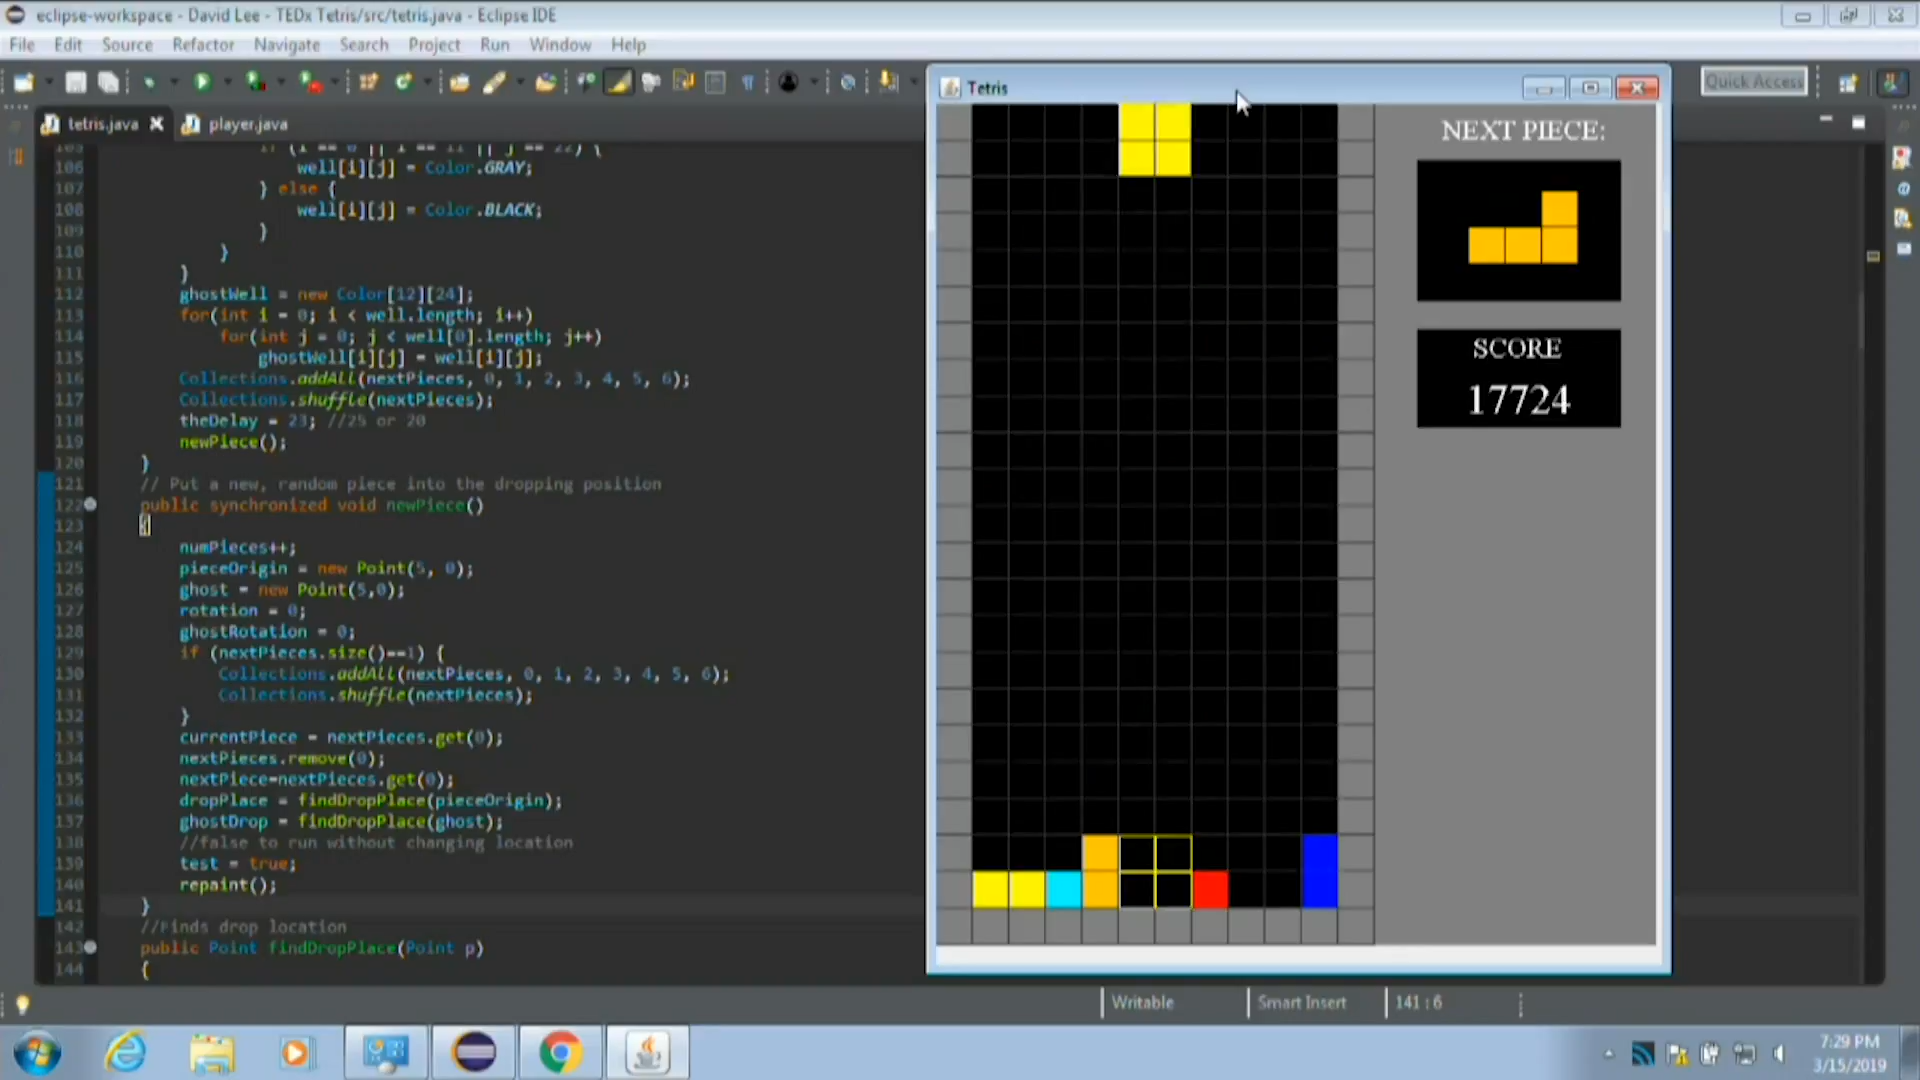 eclipse-workspace - David Lee - TEDx Tetris/src/tetris.java - Eclipse IDE
File Edit Source Refactor Navigate Search Project Run Window Help
Quick Access
tetris.java player.java
105 if (i == 0 || i == 11 || j == 22) {
106 well[i][j] = Color.GRAY;
107 } else {
108 well[i][j] = Color.BLACK;
109 }
110 }
111 }
112 ghostWell = new Color[12][24];
113 for(int i = 0; i < well.length; i++)
114 for(int j = 0; j < well[0].length; j++)
115 ghostWell[i][j] = well[i][j];
116 Collections.addAll(nextPieces, 0, 1, 2, 3, 4, 5, 6);
117 Collections.shuffle(nextPieces);
118 theDelay = 23; //25 or 20
119 newPiece();
120 }
121 // Put a new, random piece into the dropping position
122 public synchronized void newPiece()
123 {
124 numPieces++;
125 pieceOrigin = new Point(5, 0);
126 ghost = new Point(5,0);
127 rotation = 0;
128 ghostRotation = 0;
129 if (nextPieces.size()==1) {
130 Collections.addAll(nextPieces, 0, 1, 2, 3, 4, 5, 6);
131 Collections.shuffle(nextPieces);
132 }
133 currentPiece = nextPieces.get(0);
134 nextPieces.remove(0);
135 nextPiece=nextPieces.get(0);
136 dropPlace = findDropPlace(pieceOrigin);
137 ghostDrop = findDropPlace(ghost);
138 //false to run without changing location
139 test = true;
140 repaint();
141 }
142 //Finds drop location
143 public Point findDropPlace(Point p)
144 {
Tetris
NEXT PIECE:
SCORE
17724
Writable Smart Insert 141 : 6
7:29 PM
3/15/2019